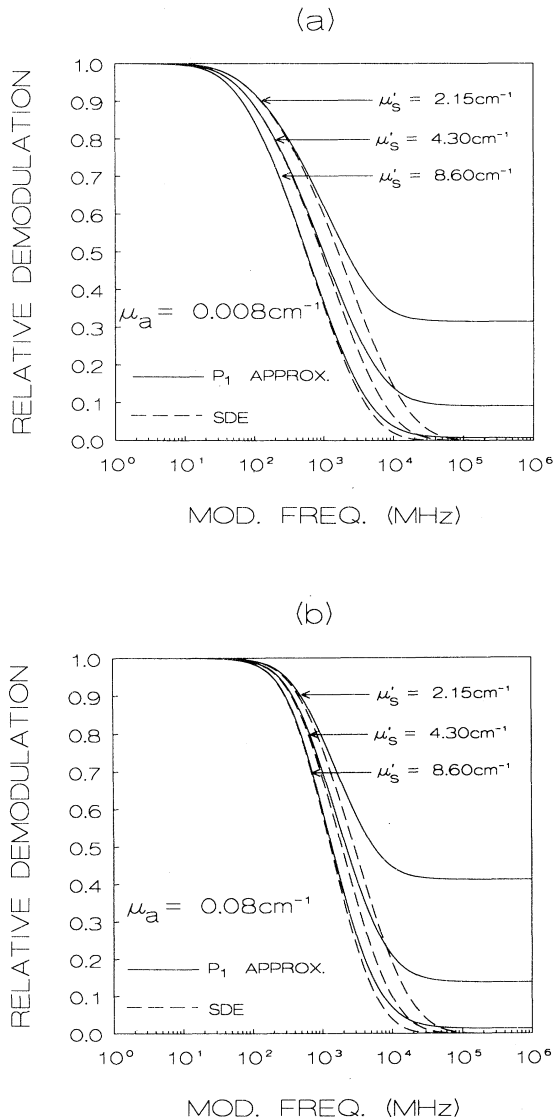 (a)
RELATIVE DEMODULATION
1.0
0.9
0.8
0.7
0.6
0.5
0.4
0.3
0.2
0.1
0.0
μ's = 2.15cm⁻¹
μ's = 4.30cm⁻¹
μ's = 8.60cm⁻¹
μa = 0.008cm⁻¹
P₁ APPROX.
SDE
10⁰ 10¹ 10² 10³ 10⁴ 10⁵ 10⁶
MOD. FREQ. (MHz)
(b)
RELATIVE DEMODULATION
1.0
0.9
0.8
0.7
0.6
0.5
0.4
0.3
0.2
0.1
0.0
μ's = 2.15cm⁻¹
μ's = 4.30cm⁻¹
μ's = 8.60cm⁻¹
μa = 0.08cm⁻¹
P₁ APPROX.
SDE
10⁰ 10¹ 10² 10³ 10⁴ 10⁵ 10⁶
MOD. FREQ. (MHz)